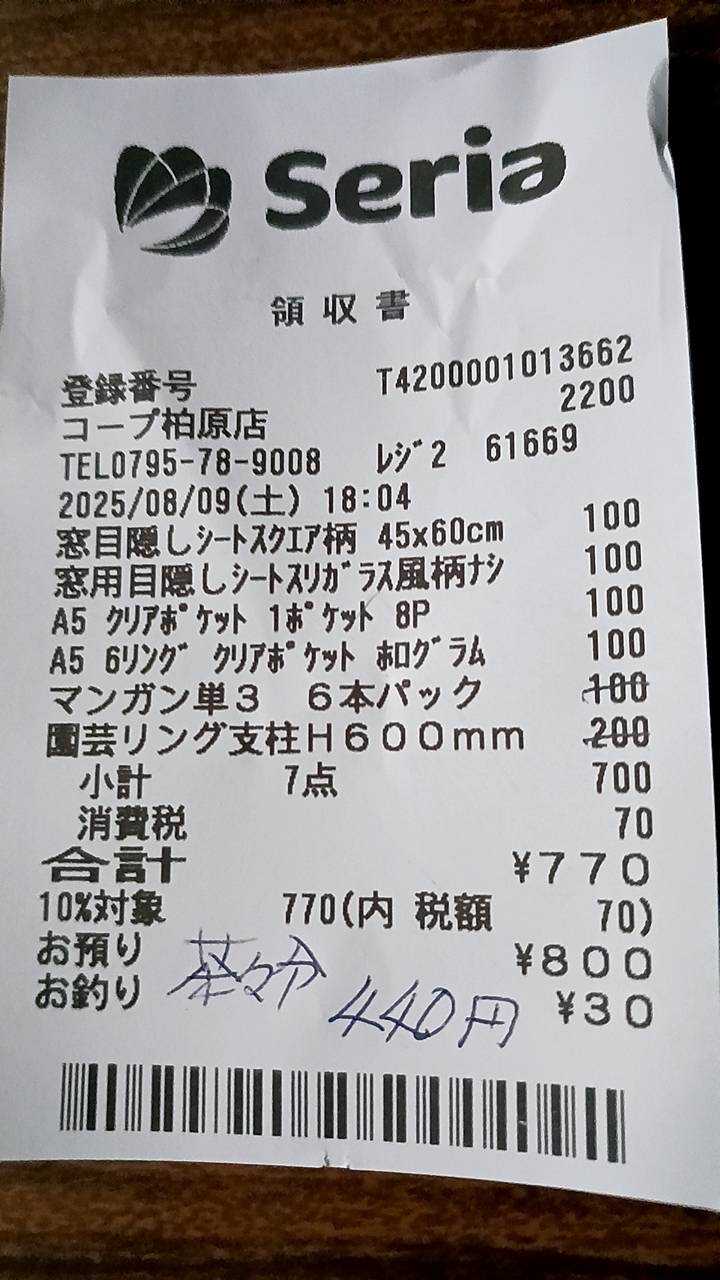 Seria
領収書
登録番号 T4200001013662
コープ柏原店 2200
TEL0795-78-9008 ﾚｼﾞ2 61669
2025/08/09(土) 18:04
窓目隠しｼｰﾄｽｸｴｱ柄 45x60cm 100
窓用目隠しｼｰﾄｽﾘｶﾞﾗｽ風柄ﾅｼ 100
A5 ｸﾘｱﾎﾟｹｯﾄ 1ﾎﾟｹｯﾄ 8P 100
A5 6ﾘﾝｸﾞ ｸﾘｱﾎﾟｹｯﾄ ﾎﾛｸﾞﾗﾑ 100
マンガン単3 6本パック 100
園芸リング支柱H600mm 200
小計 7点 700
消費税 70
合計 ¥770
10%対象 770(内 税額 70)
お預り ¥800
お釣り ¥30
菜々分 440円